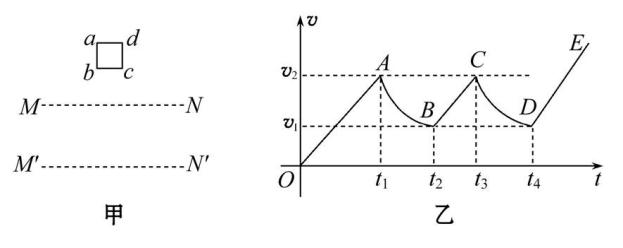 a d
b c
M N
M′ N′
甲
v
v₂
v₁
A
B
C
D
E
O t₁ t₂ t₃ t₄ t
乙